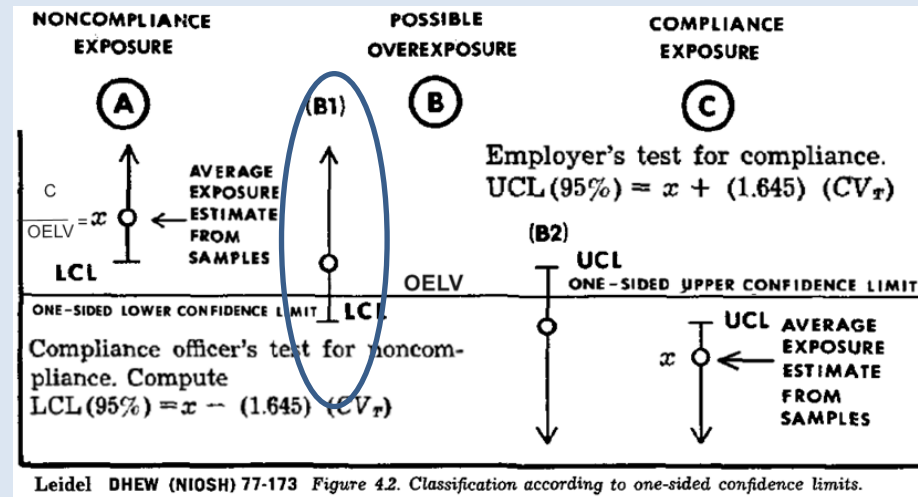 NONCOMPLIANCE
EXPOSURE
POSSIBLE
OVEREXPOSURE
COMPLIANCE
EXPOSURE
A
(B1)
B
C
AVERAGE
EXPOSURE
ESTIMATE
FROM
SAMPLES
C
OELV = x
LCL
Employer's test for compliance.
UCL (95%) = x + (1.645) (CVT)
(B2)
UCL
OELV
ONE-SIDED UPPER CONFIDENCE LIMIT
ONE-SIDED LOWER CONFIDENCE LIMIT
LCL
Compliance officer's test for noncom-
pliance. Compute
LCL (95%) = x − (1.645) (CVT)
UCL
x
AVERAGE
EXPOSURE
ESTIMATE
FROM
SAMPLES
Leidel DHEW (NIOSH) 77-173 Figure 4.2. Classification according to one-sided confidence limits.